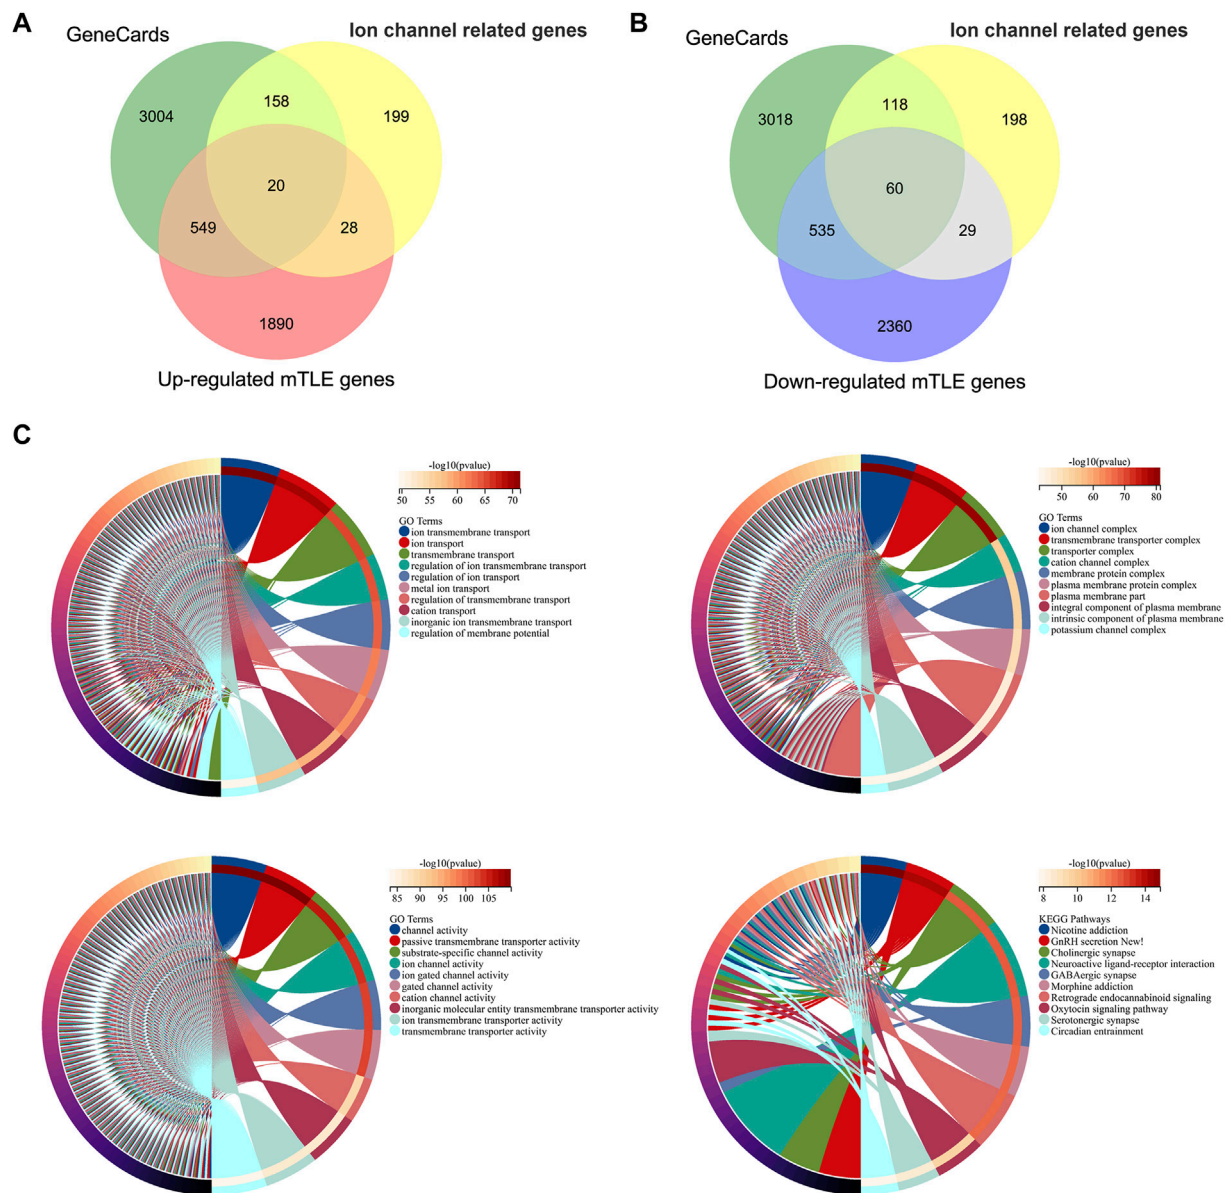 A
GeneCards
Ion channel related genes
3004
158
199
20
549
28
1890
Up-regulated mTLE genes
B
GeneCards
Ion channel related genes
3018
118
198
60
535
29
2360
Down-regulated mTLE genes
C
-log10(pvalue)
50 55 60 65 70
GO Terms
ion transmembrane transport
ion transport
transmembrane transport
regulation of ion transmembrane transport
regulation of ion transport
metal ion transport
regulation of transmembrane transport
cation transport
inorganic ion transmembrane transport
regulation of membrane potential
-log10(pvalue)
50 60 70 80
GO Terms
ion channel complex
transmembrane transporter complex
transporter complex
cation channel complex
membrane protein complex
plasma membrane protein complex
plasma membrane part
integral component of plasma membrane
intrinsic component of plasma membrane
potassium channel complex
-log10(pvalue)
85 90 95 100 105
GO Terms
channel activity
passive transmembrane transporter activity
substrate-specific channel activity
ion channel activity
ion gated channel activity
gated channel activity
cation channel activity
inorganic molecular entity transmembrane transporter activity
ion transmembrane transporter activity
transmembrane transporter activity
-log10(pvalue)
8 10 12 14
KEGG Pathways
Nicotine addiction
GnRH secretion New!
Cholinergic synapse
Neuroactive ligand-receptor interaction
GABAergic synapse
Morphine addiction
Retrograde endocannabinoid signaling
Oxytocin signaling pathway
Serotonergic synapse
Circadian entrainment